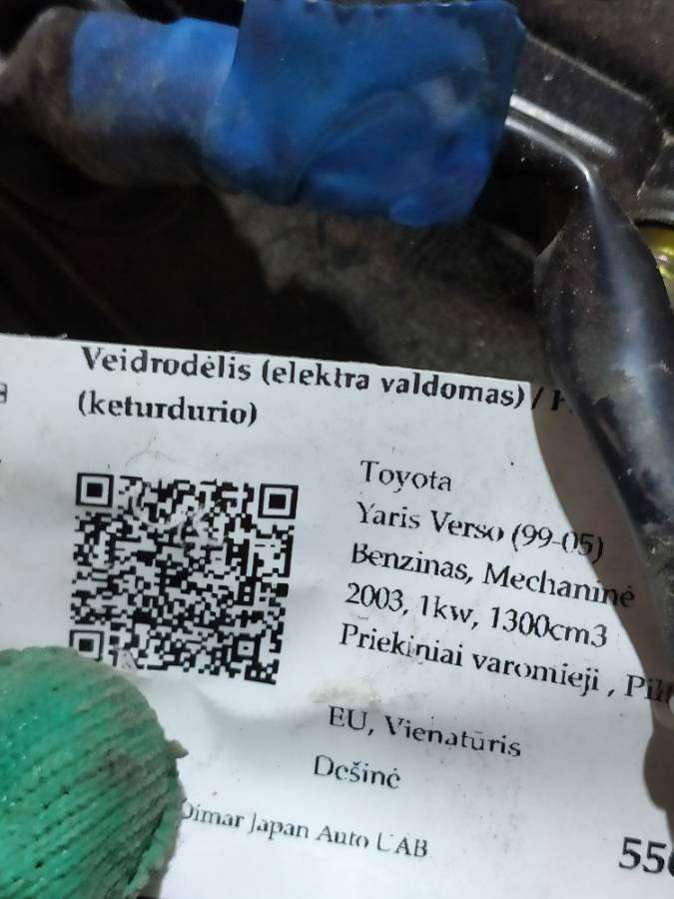 Veidrodėlis (elektra valdomas) /
(keturdurio)
Toyota
Yaris Verso (99-05)
Benzinas, Mechaninė
2003, 1kw, 1300cm3
Priekiniai varomieji ,
EU, Vienatūris
Dešinė
Dimar Japan Auto UAB